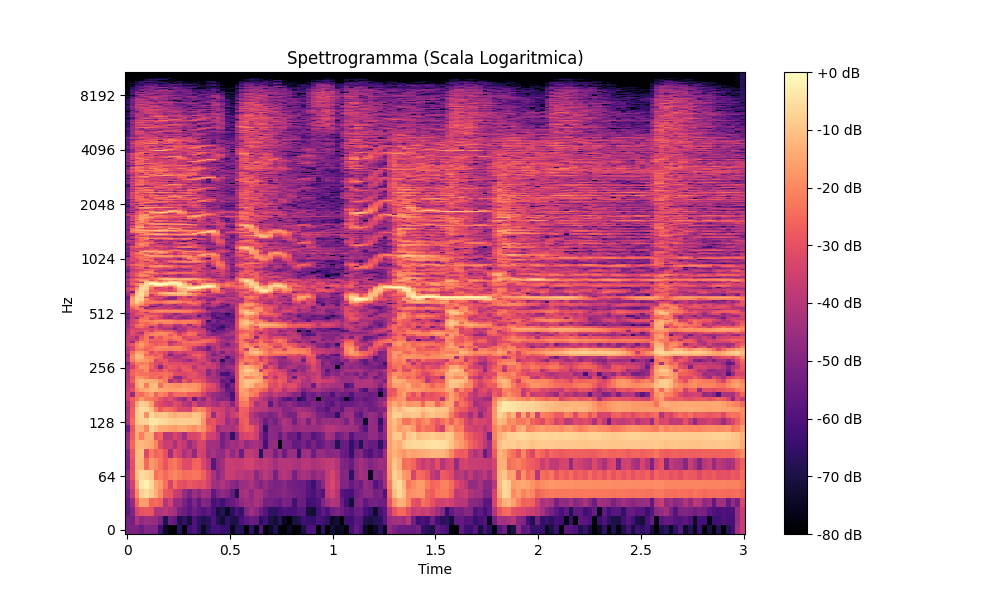 Spettrogramma (Scala Logaritmica)
Hz
8192
4096
2048
1024
512
256
128
64
0
0
0.5
1
1.5
2
2.5
3
Time
+0 dB
-10 dB
-20 dB
-30 dB
-40 dB
-50 dB
-60 dB
-70 dB
-80 dB